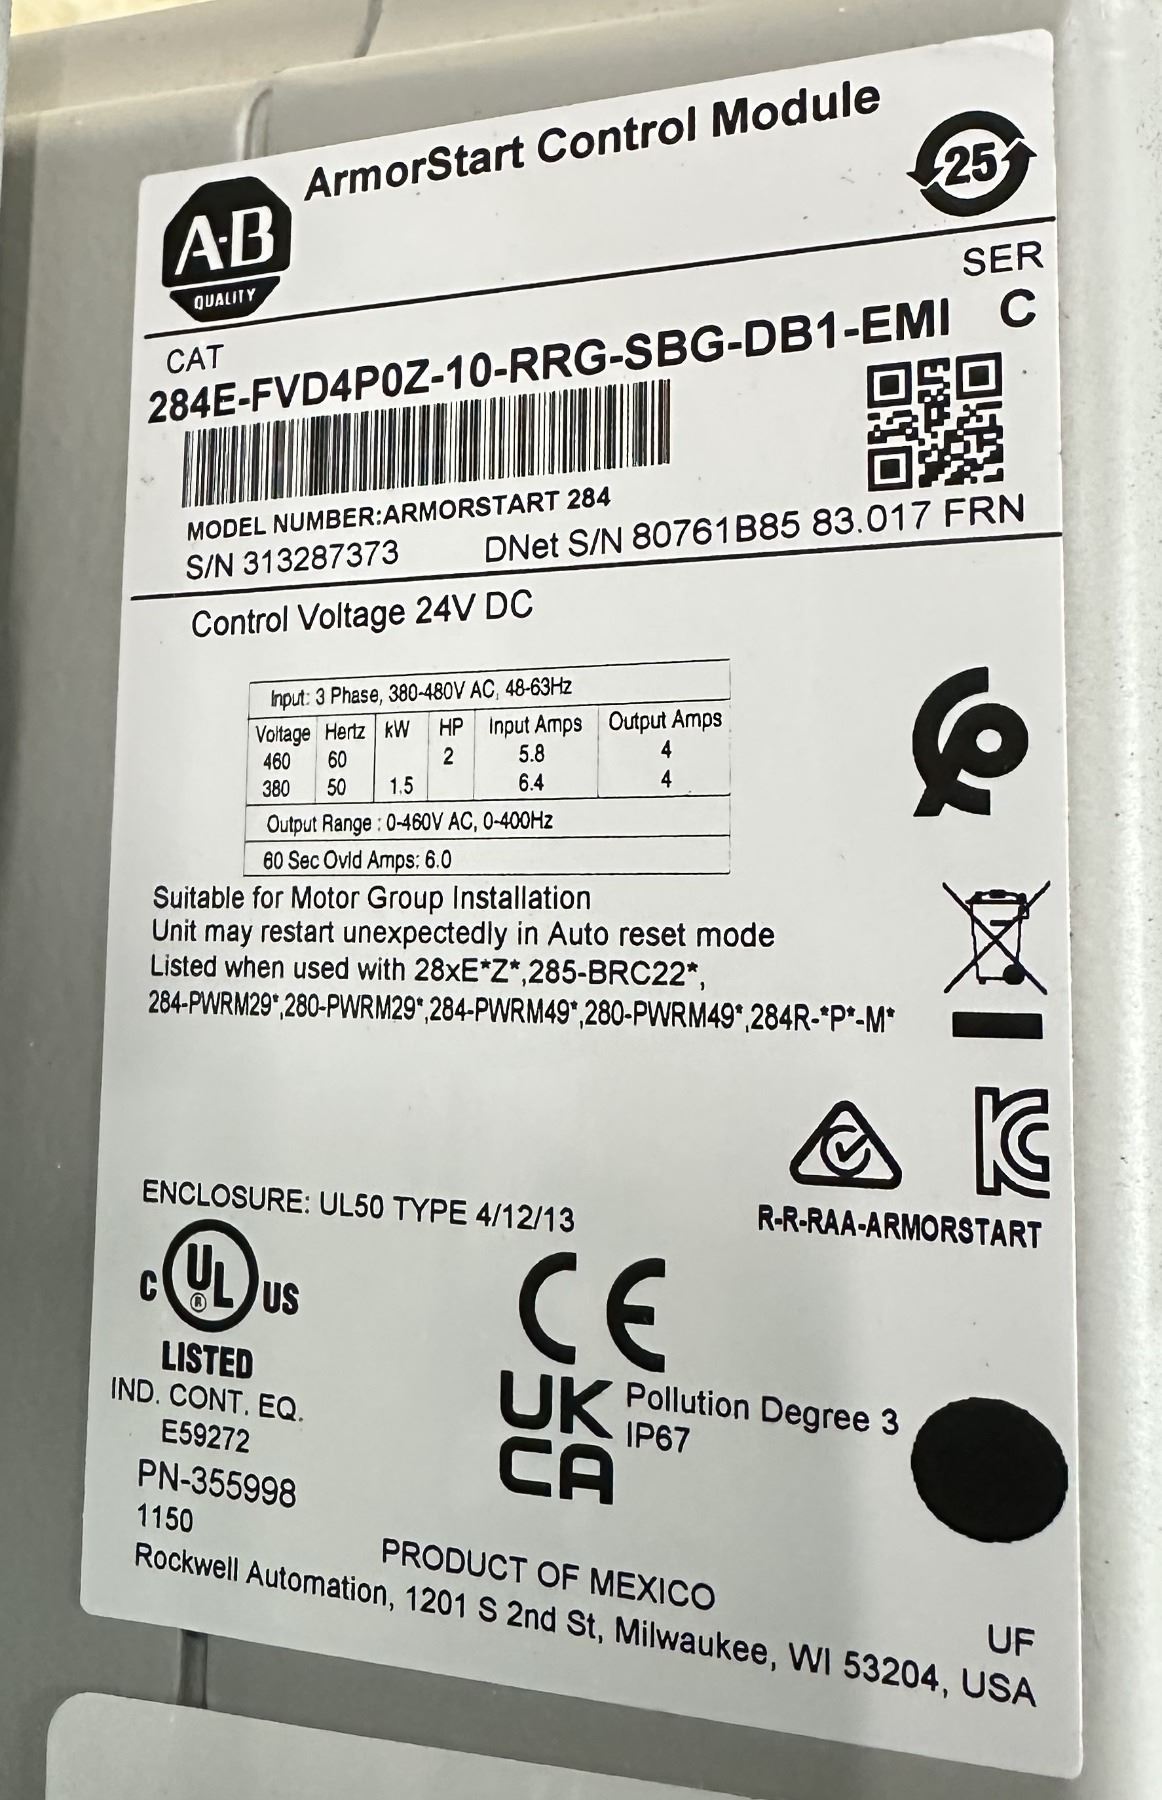 ArmorStart Control Module
25
A-B
QUALITY
SER
CAT
284E-FVD4P0Z-10-RRG-SBG-DB1-EMI C
MODEL NUMBER:ARMORSTART 284
S/N 313287373 DNet S/N 80761B85 83.017 FRN
Control Voltage 24V DC
Input: 3 Phase, 380-480V AC, 48-63Hz
Voltage Hertz kW HP Input Amps Output Amps
460 60 2 5.8 4
380 50 1.5 6.4 4
Output Range : 0-460V AC, 0-400Hz
60 Sec Ovld Amps: 6.0
Suitable for Motor Group Installation
Unit may restart unexpectedly in Auto reset mode
Listed when used with 28xE*Z*,285-BRC22*,
284-PWRM29*,280-PWRM29*,284-PWRM49*,280-PWRM49*,284R-*P*-M*
R-R-RAA-ARMORSTART
ENCLOSURE: UL50 TYPE 4/12/13
C UL US
®
LISTED
IND. CONT. EQ.
E59272
PN-355998
1150
CE
UK
CA
Pollution Degree 3
IP67
PRODUCT OF MEXICO
UF
Rockwell Automation, 1201 S 2nd St, Milwaukee, WI 53204, USA